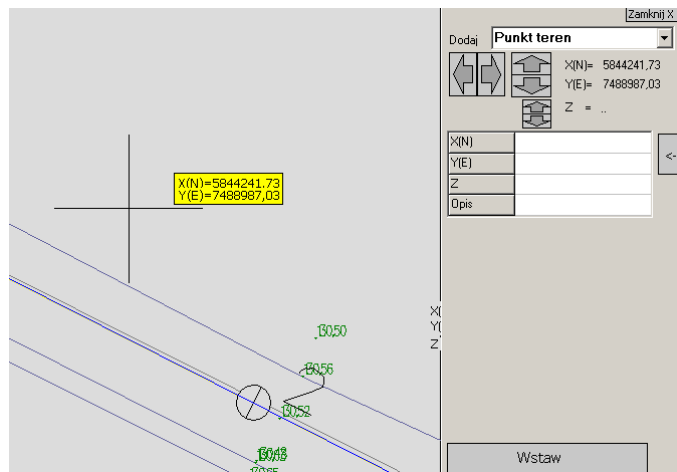 Zamknij X
Dodaj Punkt teren
X(N)= 5844241,73
Y(E)= 7488987,03
Z = ..
X(N)
Y(E)
Z
Opis
<-
X(N)=5844241.73
Y(E)=7488987,03
X(
Y(
Z
130,50
130,56
130,52
Wstaw